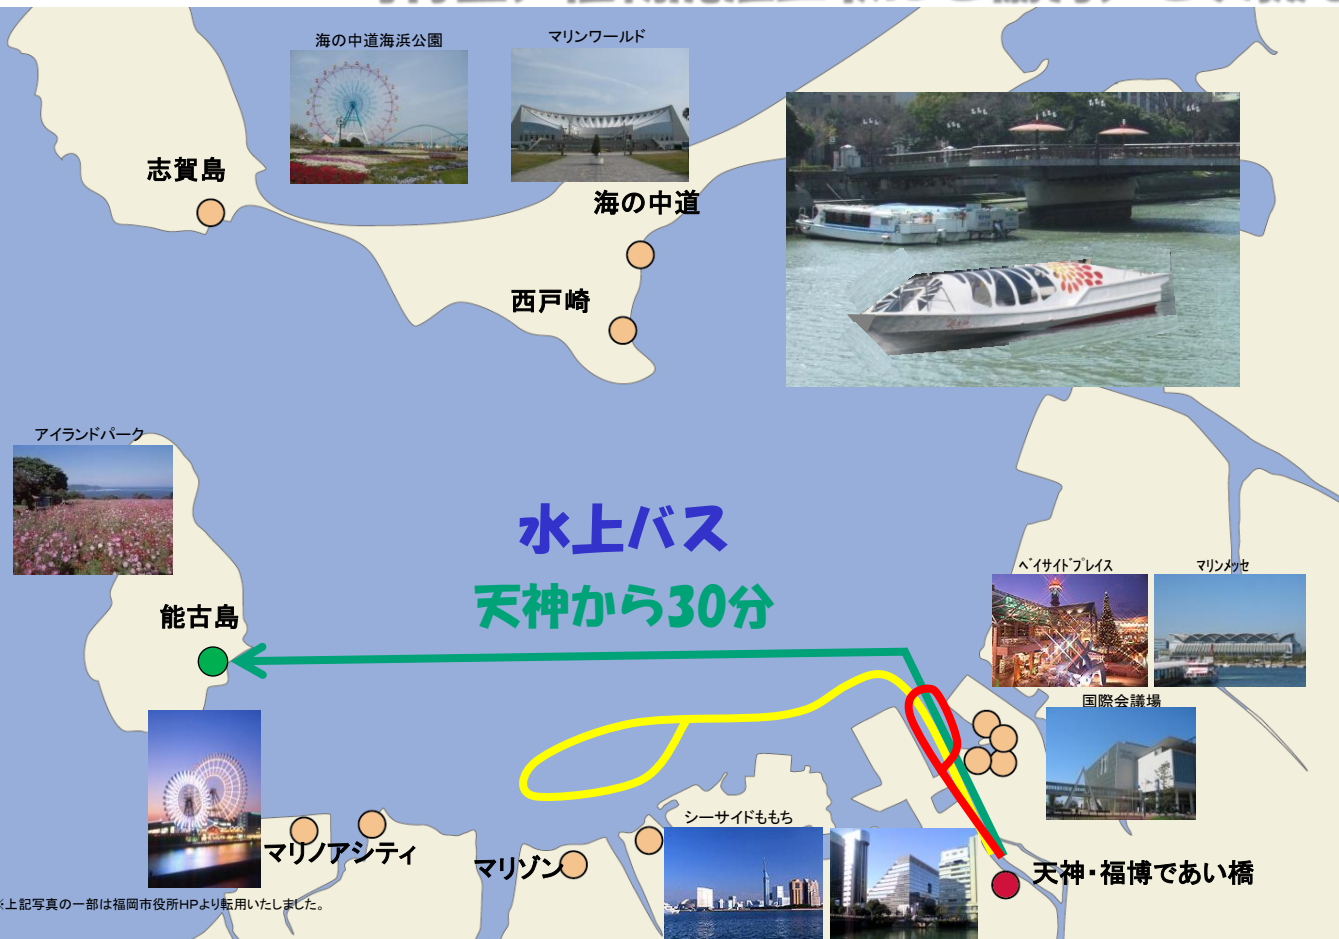 海の中道海浜公園
マリンワールド
志賀島
海の中道
西戸崎
アイランドパーク
水上バス
天神から30分
能古島
ベイサイドプレイス
マリンメッセ
国際会議場
シーサイドももち
マリノアシティ
マリゾン
天神・福博であい橋
※上記写真の一部は福岡市役所HPより転用いたしました。